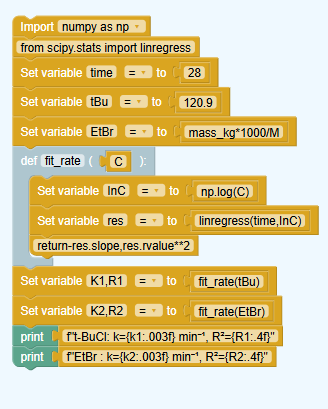 Import numpy as np
from scipy.stats import linregress
Set variable time = to 28
Set variable tBu = to 120.9
Set variable EtBr = to mass_kg*1000/M
def fit_rate ( C ):
Set variable lnC = to np.log(C)
Set variable res = to linregress(time,lnC)
return-res.slope,res.rvalue**2
Set variable K1,R1 = to fit_rate(tBu)
Set variable K2,R2 = to fit_rate(EtBr)
print f"t-BuCl: k={k1:.003f} min⁻¹, R²={R1:.4f}"
print f"EtBr : k={k2:.003f} min⁻¹, R²={R2:.4f}"